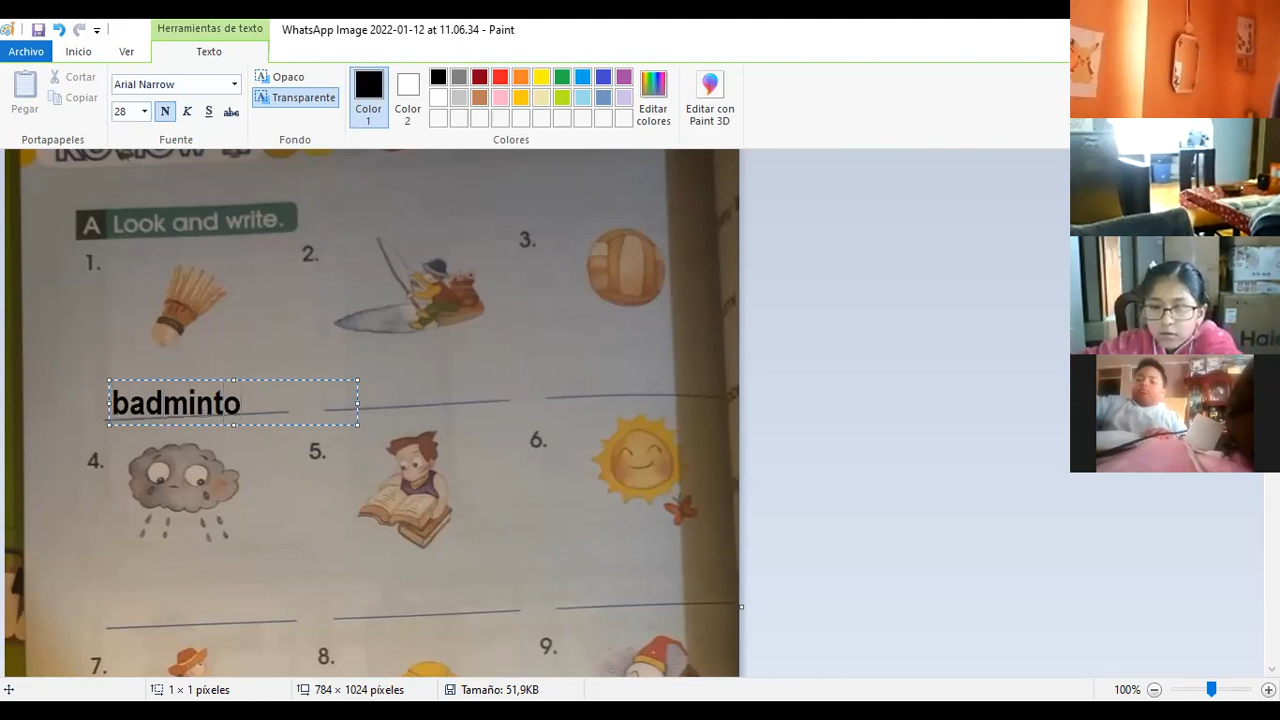 Herramientas de texto
WhatsApp Image 2022-01-12 at 11.06.34 - Paint
Archivo
Inicio
Ver
Texto
Pegar
Cortar
Copiar
Portapapeles
Arial Narrow
28
N
K
S
abc
Fuente
Opaco
Transparente
Fondo
Color 1
Color 2
Colores
Editar colores
Editar con Paint 3D
A Look and write.
1.
2.
3.
badminto
4.
5.
6.
7.
8.
9.
Haie
1 × 1 píxeles
784 × 1024 píxeles
Tamaño: 51,9KB
100%